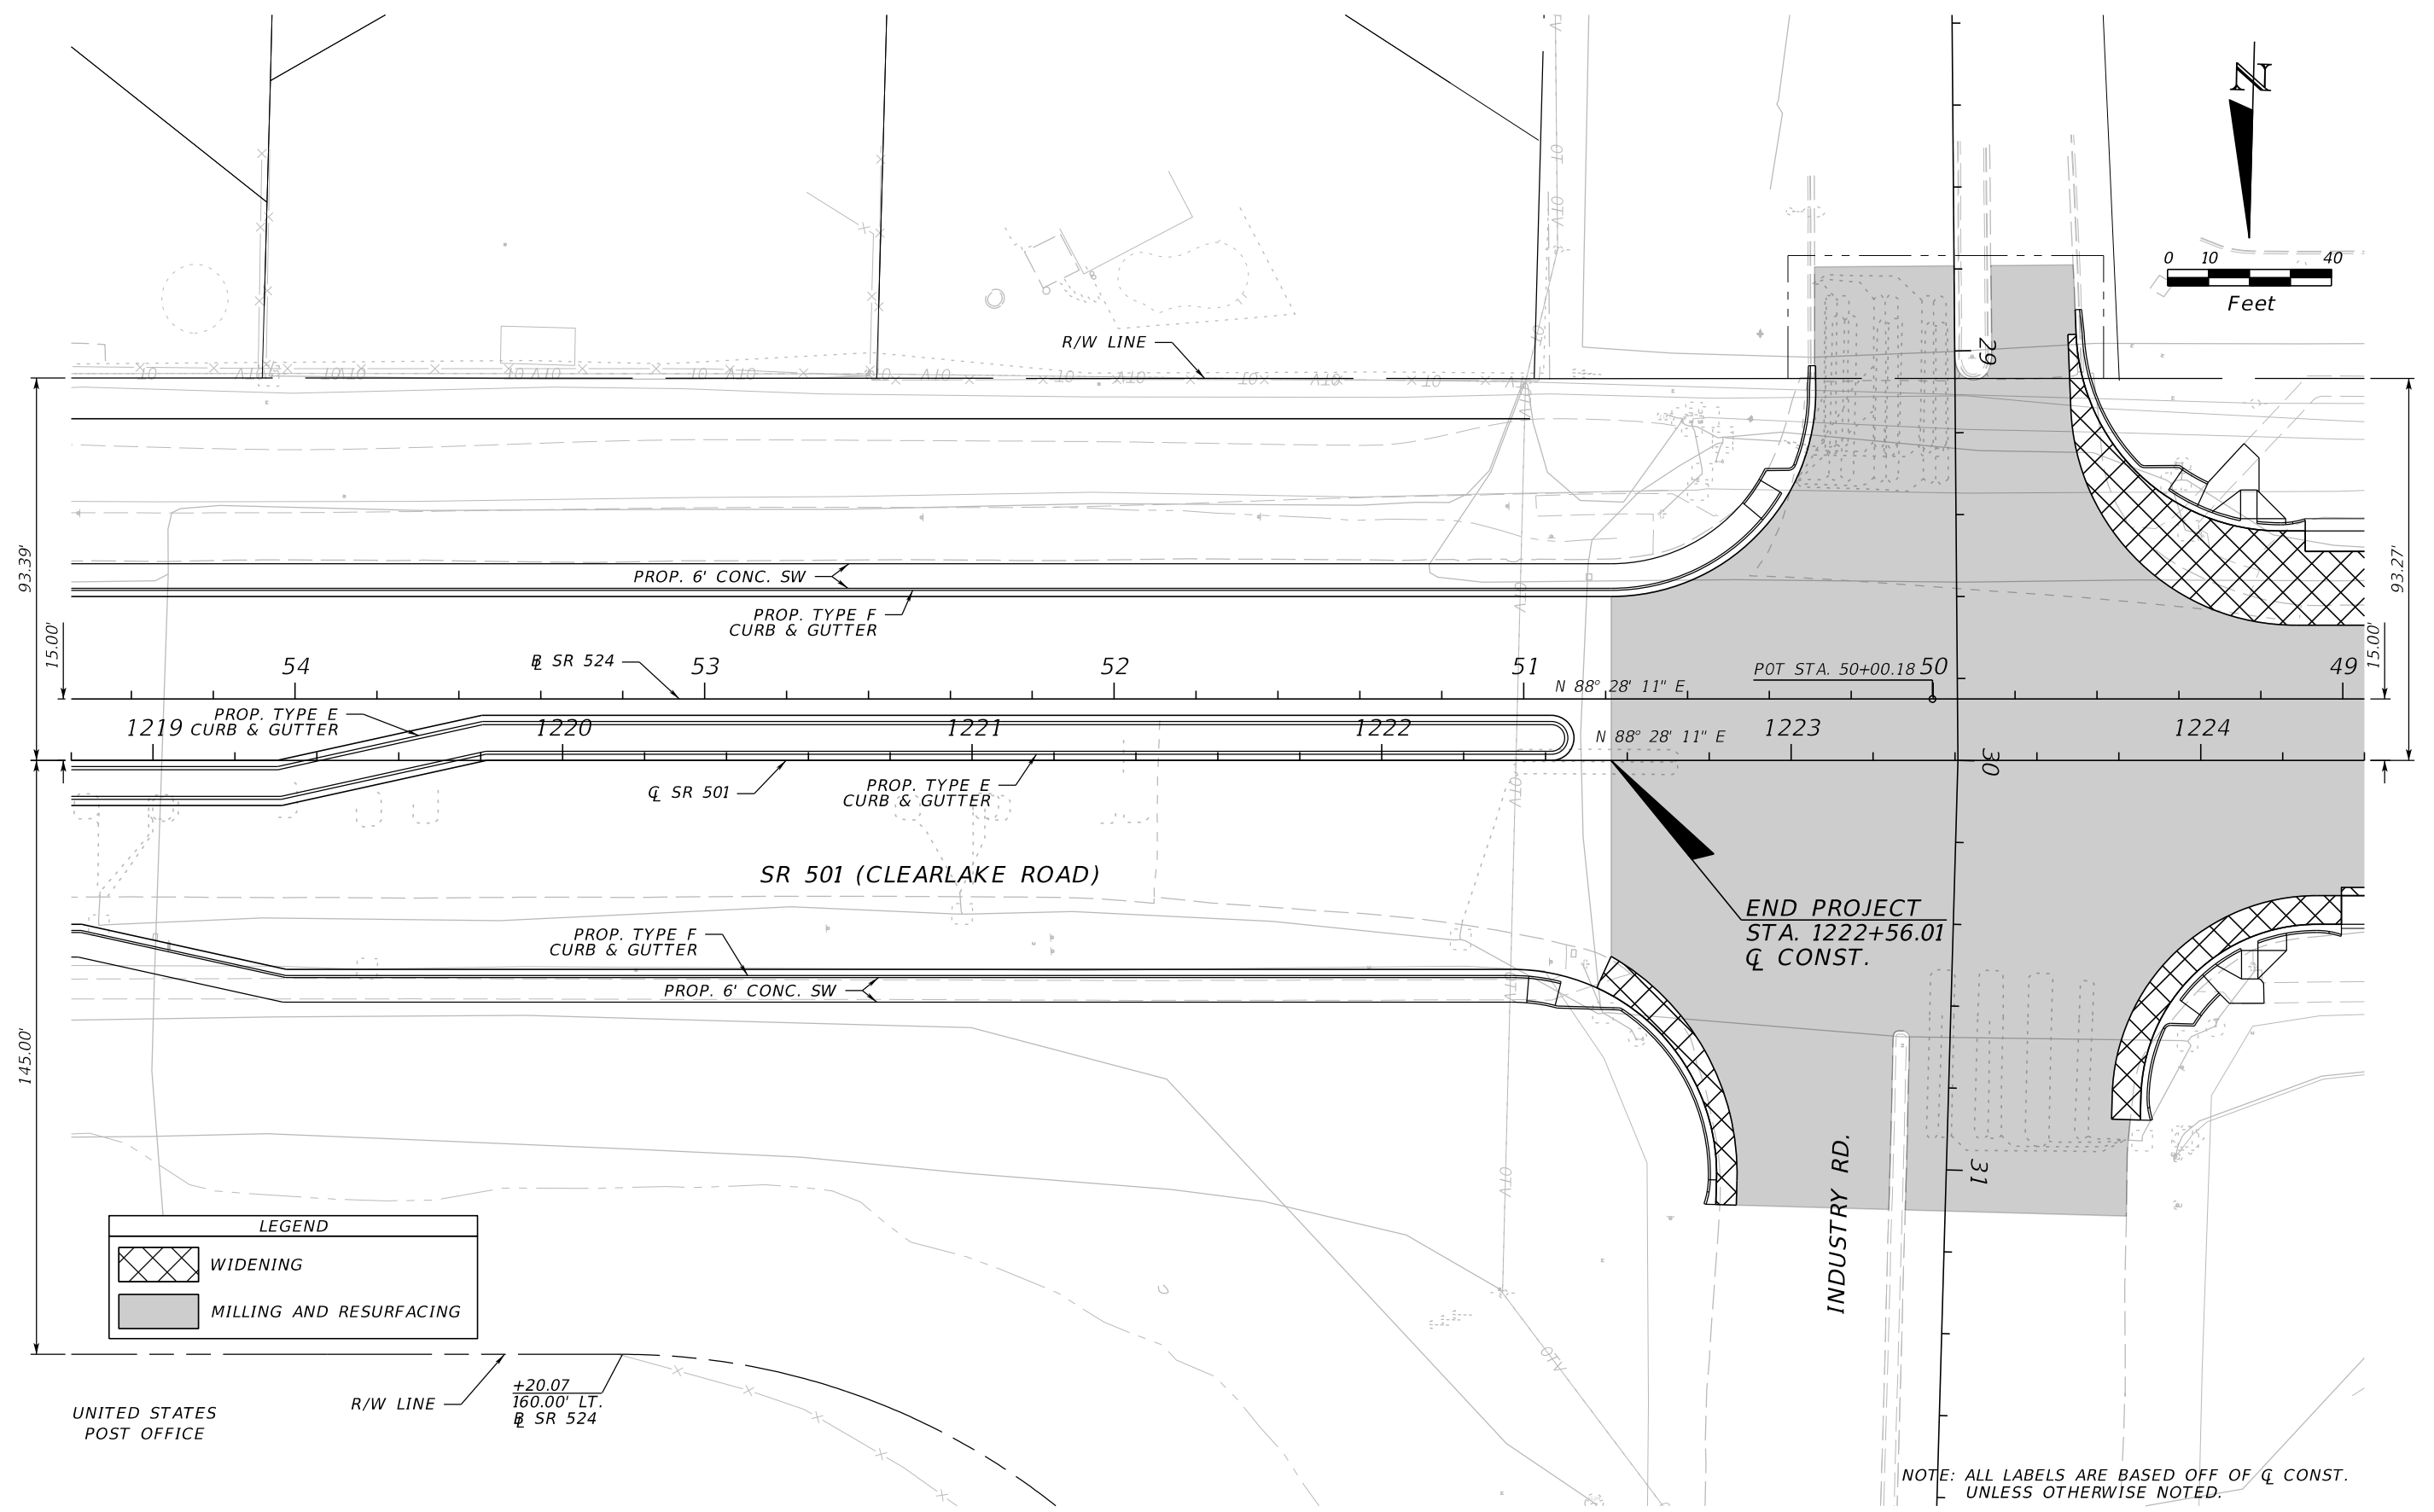 N
0 10 40
Feet
R/W LINE
29
93.39'
93.27'
PROP. 6' CONC. SW
PROP. TYPE F
CURB & GUTTER
15.00'
15.00'
54
℄ SR 524
53
52
51
N 88° 28' 11" E
POT STA. 50+00.18
50
49
1219
PROP. TYPE E
CURB & GUTTER
1220
1221
1222
N 88° 28' 11" E
1223
1224
30
℄ SR 501
PROP. TYPE E
CURB & GUTTER
SR 501 (CLEARLAKE ROAD)
END PROJECT
STA. 1222+56.01
℄ CONST.
PROP. TYPE F
CURB & GUTTER
PROP. 6' CONC. SW
145.00'
31
INDUSTRY RD.
LEGEND
WIDENING
MILLING AND RESURFACING
R/W LINE
+20.07
160.00' LT.
℄ SR 524
UNITED STATES
POST OFFICE
NOTE: ALL LABELS ARE BASED OFF OF ℄ CONST.
UNLESS OTHERWISE NOTED.